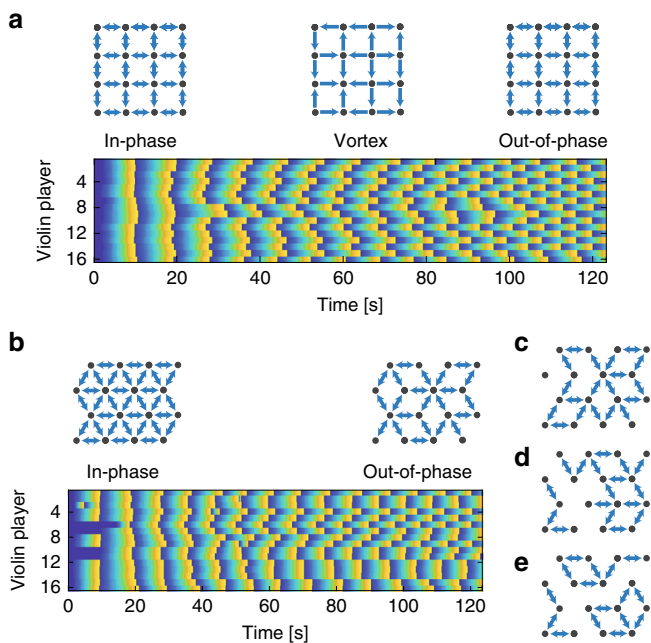 a
In-phase Vortex Out-of-phase
Violin player
4
8
12
16
0 20 40 60 80 100 120
Time [s]
b
In-phase Out-of-phase
Violin player
4
8
12
16
0 20 40 60 80 100 120
Time [s]
c
d
e